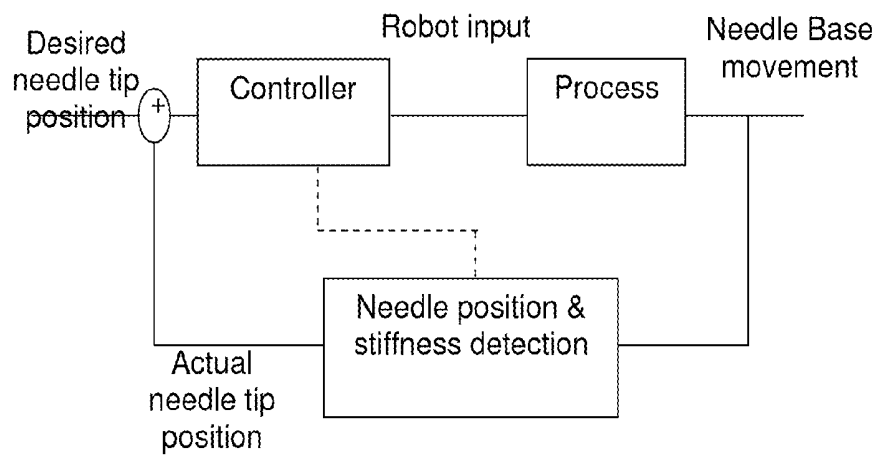 Desired
needle tip
position
+
Controller
Robot input
Process
Needle Base
movement
Needle position &
stiffness detection
Actual
needle tip
position